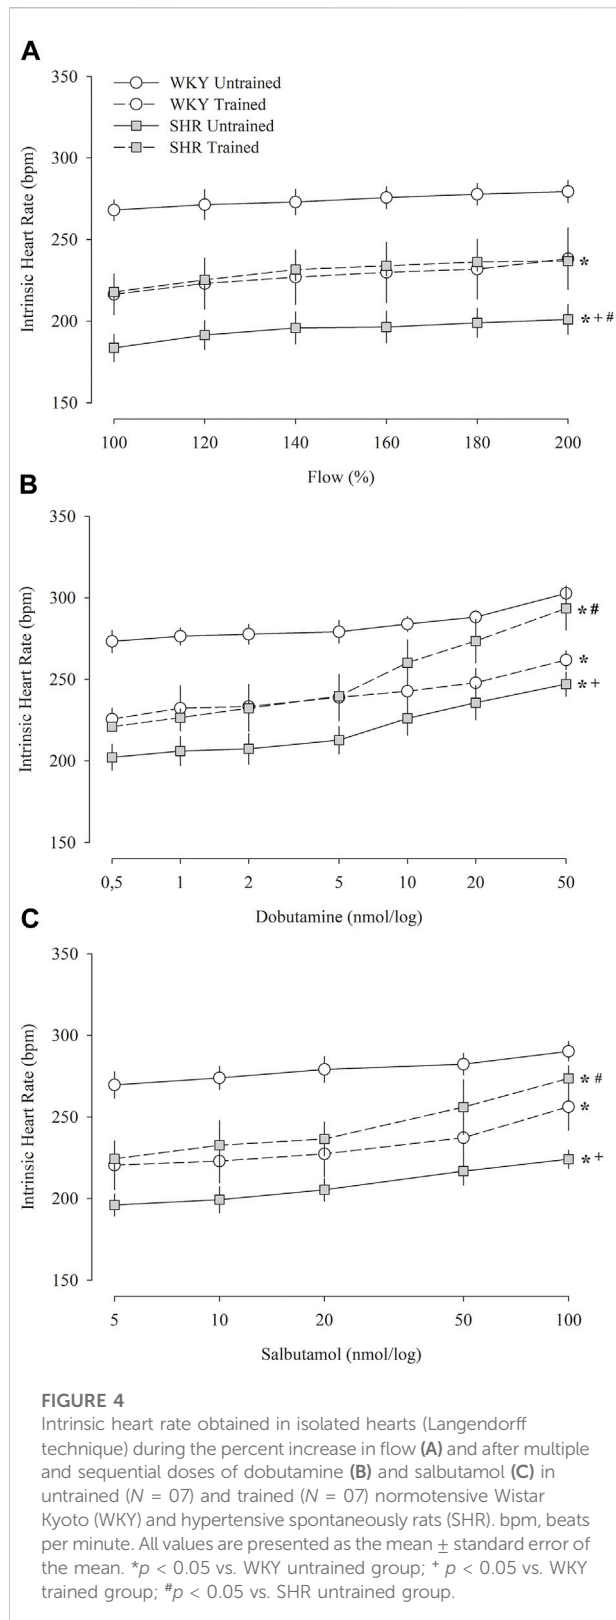 A
350
WKY Untrained
WKY Trained
SHR Untrained
SHR Trained
300
250
200
150
Intrinsic Heart Rate (bpm)
*
* + #
100 120 140 160 180 200
Flow (%)
B
350
300
250
200
150
Intrinsic Heart Rate (bpm)
* #
*
* +
0,5 1 2 5 10 20 50
Dobutamine (nmol/log)
C
350
300
250
200
150
Intrinsic Heart Rate (bpm)
* #
*
* +
5 10 20 50 100
Salbutamol (nmol/log)
FIGURE 4
Intrinsic heart rate obtained in isolated hearts (Langendorff
technique) during the percent increase in flow (A) and after multiple
and sequential doses of dobutamine (B) and salbutamol (C) in
untrained (N = 07) and trained (N = 07) normotensive Wistar
Kyoto (WKY) and hypertensive spontaneously rats (SHR). bpm, beats
per minute. All values are presented as the mean ± standard error of
the mean. *p < 0.05 vs. WKY untrained group; + p < 0.05 vs. WKY
trained group; #p < 0.05 vs. SHR untrained group.